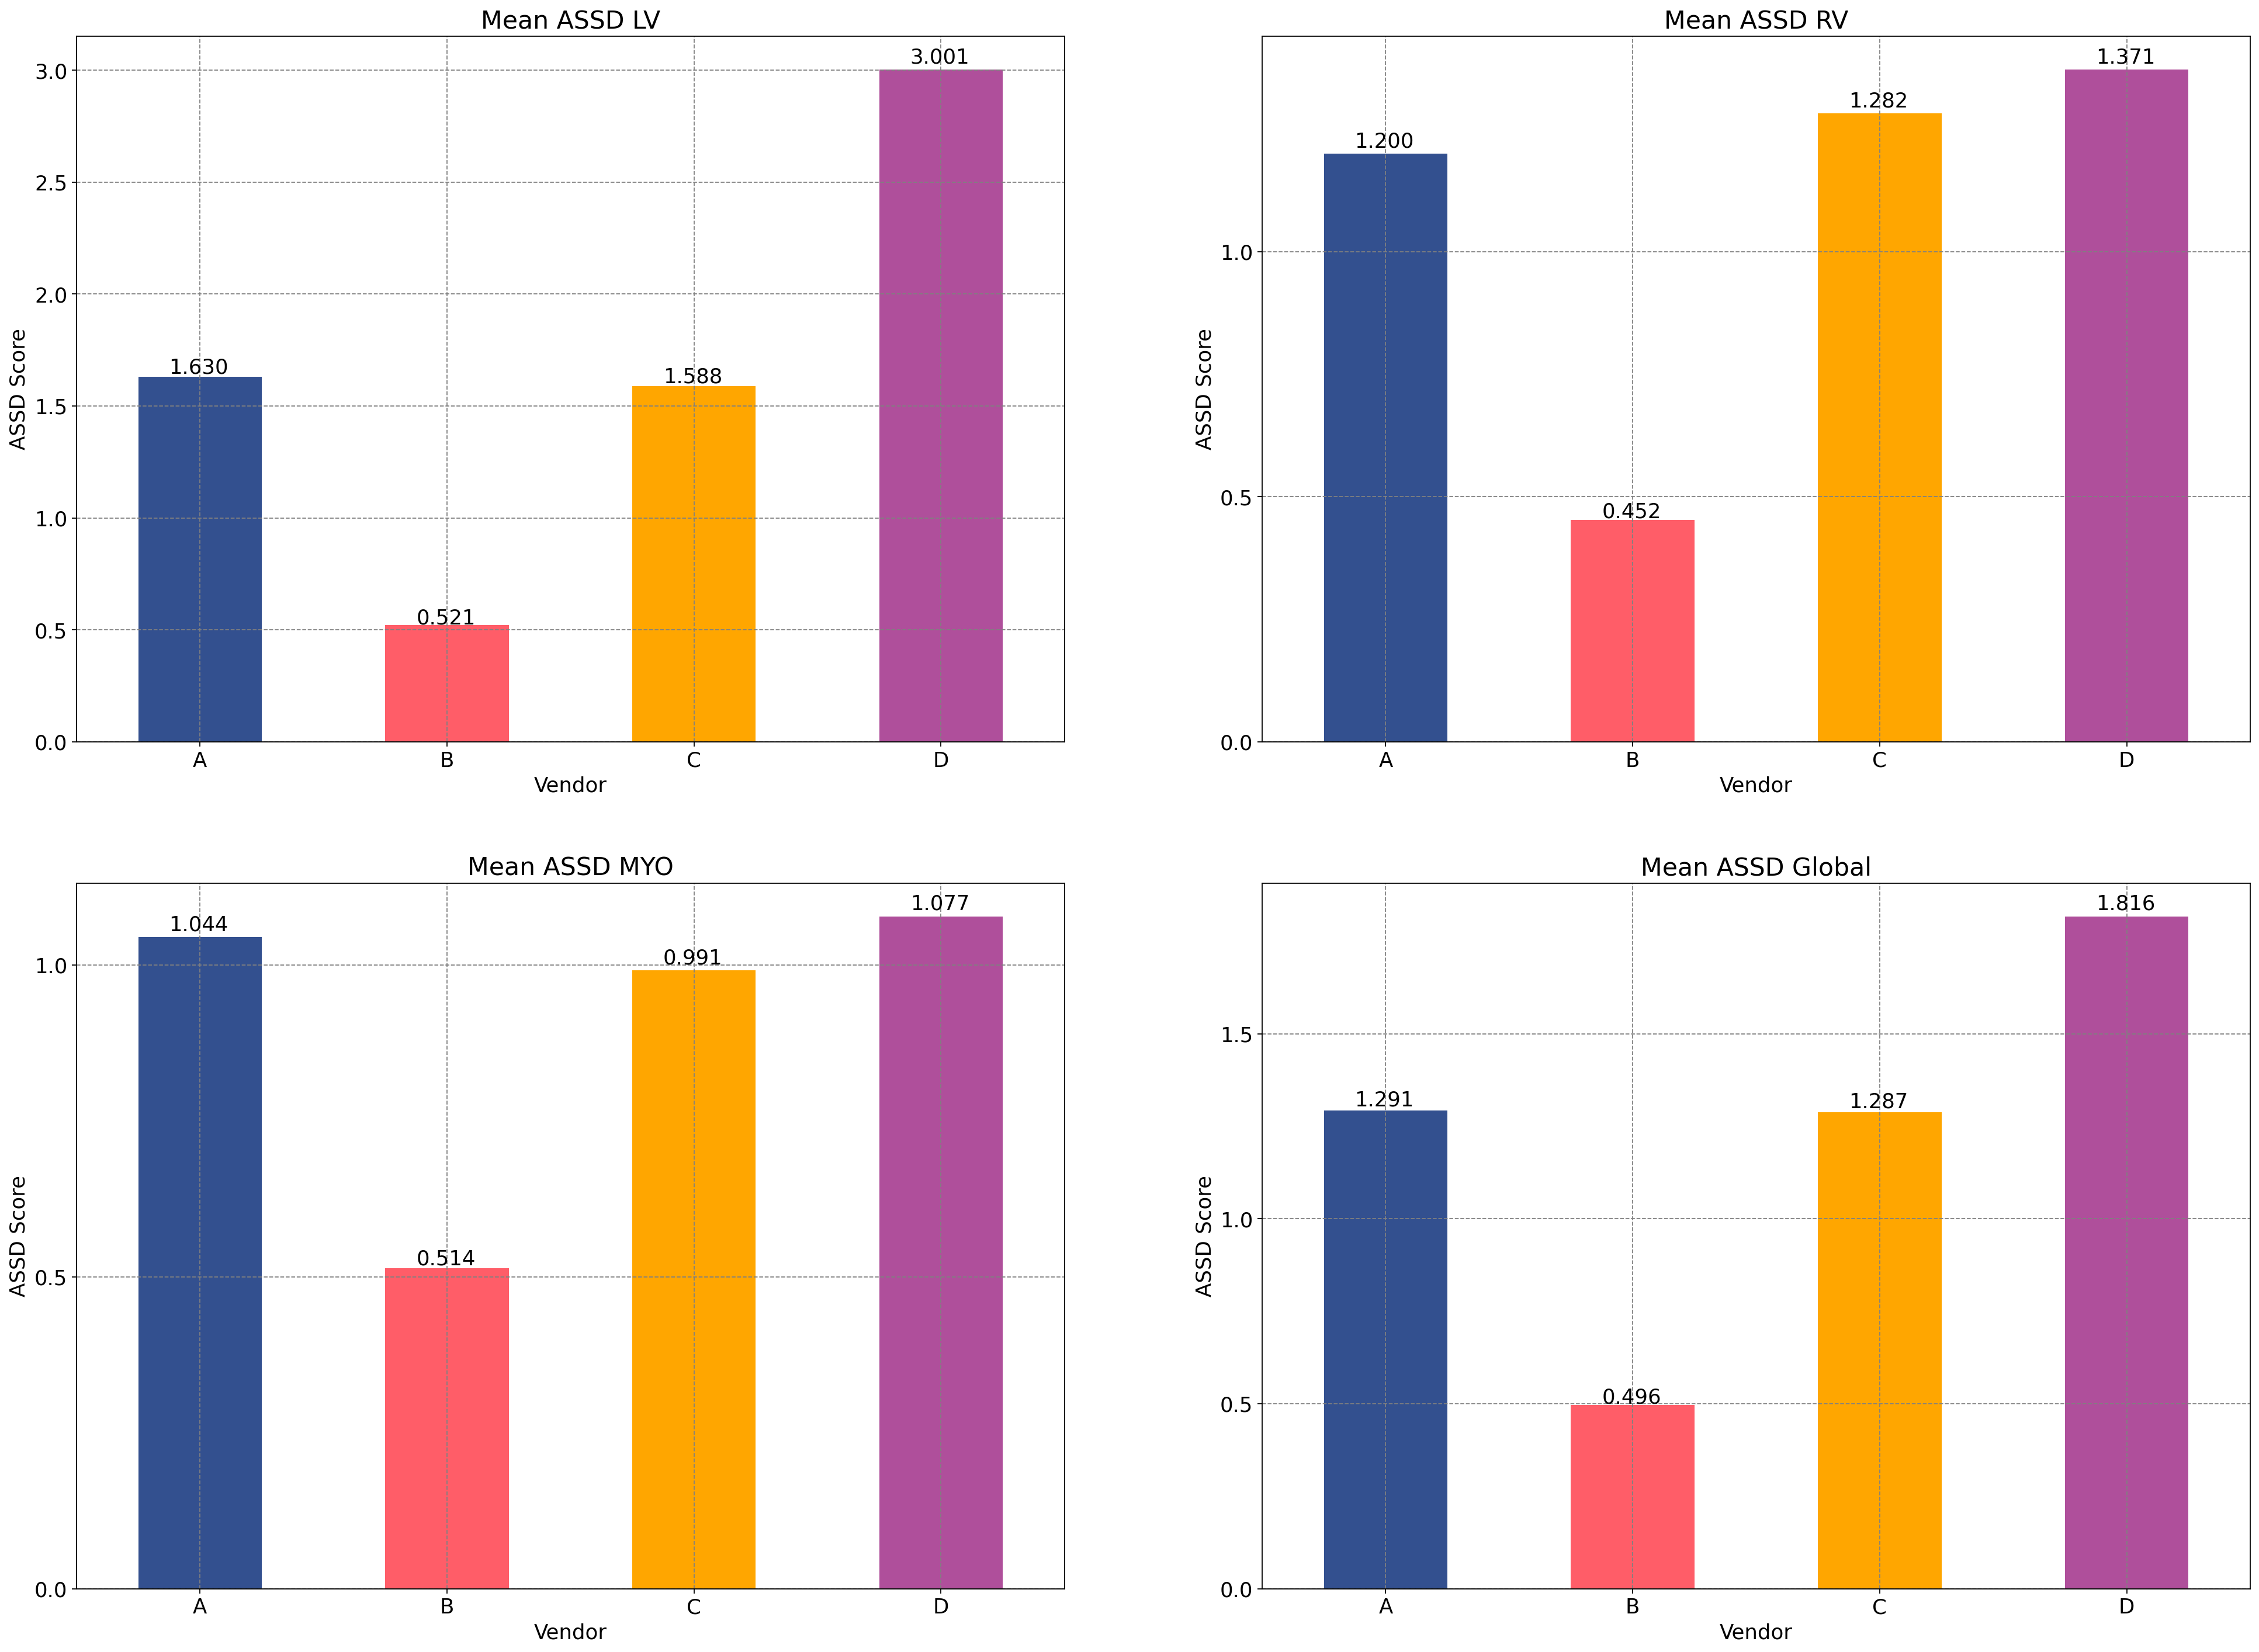 Mean ASSD LV
3.001
3.0
2.5
2.0
1.630
1.588
1.5
1.0
0.521
0.5
0.0
ASSD Score
A B C D
Vendor
Mean ASSD RV
1.371
1.282
1.200
1.0
0.452
0.5
0.0
ASSD Score
A B C D
Vendor
Mean ASSD MYO
1.077
1.044
0.991
1.0
0.514
0.5
0.0
ASSD Score
A B C D
Vendor
Mean ASSD Global
1.816
1.5
1.291
1.287
1.0
0.496
0.5
0.0
ASSD Score
A B C D
Vendor